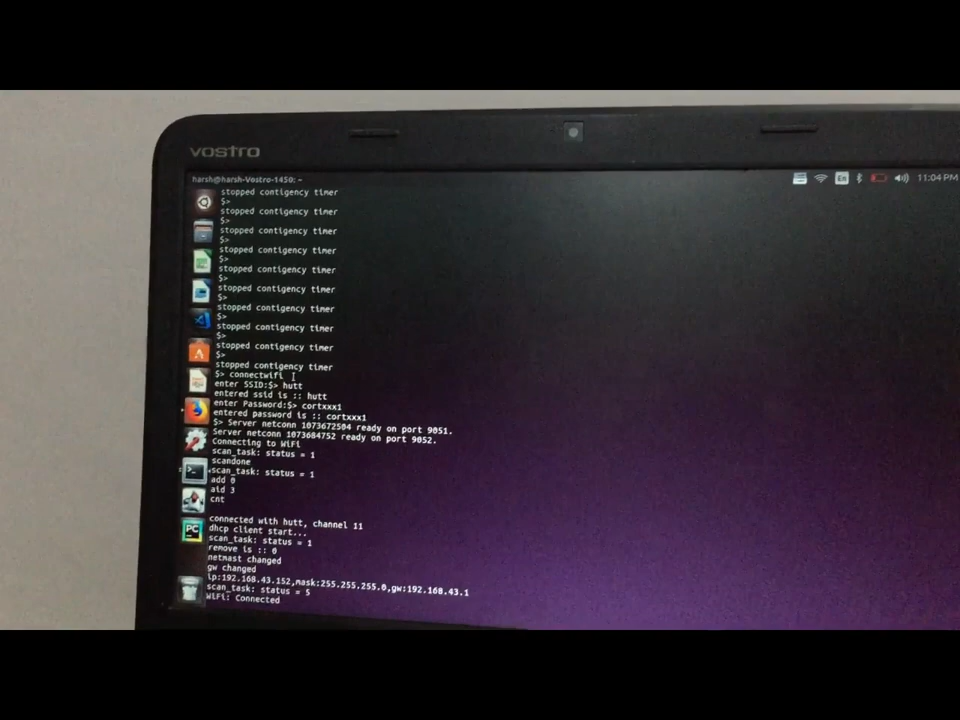 vostro
harsh@harsh-Vostro-1450: ~
En
11:04 PM
stopped contigency timer
$>
stopped contigency timer
$>
stopped contigency timer
$>
stopped contigency timer
$>
stopped contigency timer
$>
stopped contigency timer
$>
stopped contigency timer
$>
stopped contigency timer
$>
stopped contigency timer
$>
stopped contigency timer
$> connectwifi
enter SSID:$> hutt
entered ssid is :: hutt
enter Password:$> cortxxx1
entered password is :: cortxxx1
$> Server netconn 1073672504 ready on port 9051.
Server netconn 1073684752 ready on port 9052.
Connecting to WiFi
scan_task: status = 1
scandone
scan_task: status = 1
add 0
aid 3
cnt
connected with hutt, channel 11
dhcp client start...
scan_task: status = 1
remove is :: 0
netmast changed
gw changed
ip:192.168.43.152,mask:255.255.255.0,gw:192.168.43.1
scan_task: status = 5
WiFi: Connected
PC